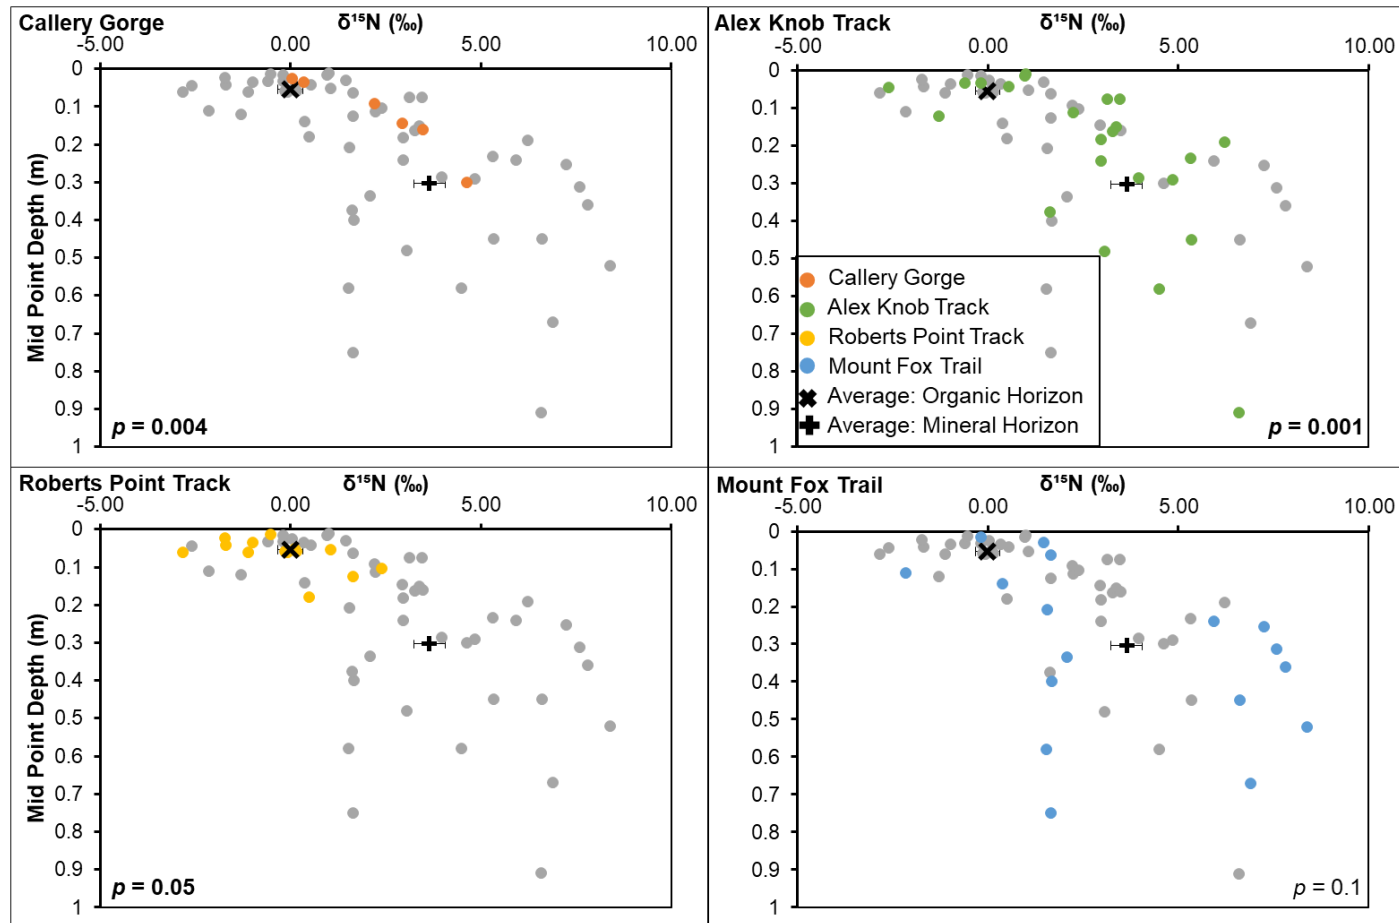 Callery Gorge
δ¹⁵N (‰)
-5.00 0.00 5.00 10.00
0
0.1
0.2
0.3
0.4
0.5
0.6
0.7
0.8
0.9
1
Mid Point Depth (m)
p = 0.004
Alex Knob Track
δ¹⁵N (‰)
-5.00 0.00 5.00 10.00
0
0.1
0.2
0.3
0.4
0.5
0.6
0.7
0.8
0.9
1
Callery Gorge
Alex Knob Track
Roberts Point Track
Mount Fox Trail
Average: Organic Horizon
Average: Mineral Horizon
p = 0.001
Roberts Point Track
δ¹⁵N (‰)
-5.00 0.00 5.00 10.00
0
0.1
0.2
0.3
0.4
0.5
0.6
0.7
0.8
0.9
1
Mid Point Depth (m)
p = 0.05
Mount Fox Trail
δ¹⁵N (‰)
-5.00 0.00 5.00 10.00
0
0.1
0.2
0.3
0.4
0.5
0.6
0.7
0.8
0.9
1
p = 0.1